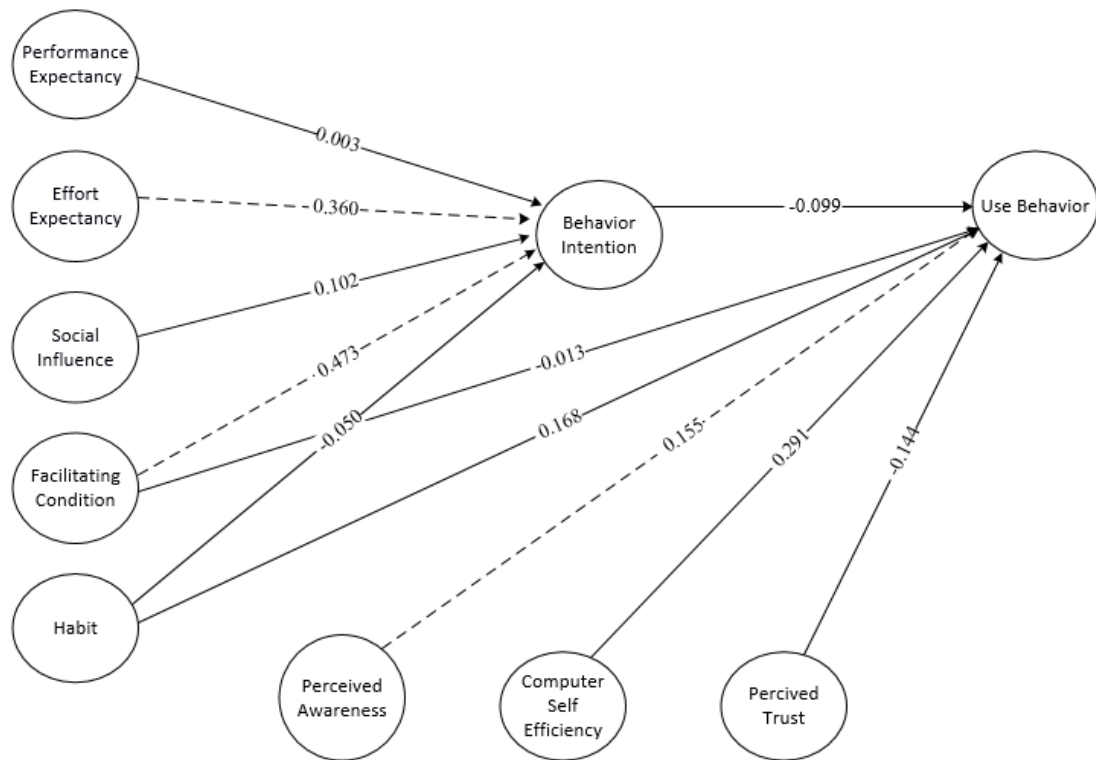 Performance
Expectancy
0.003
Effort
Expectancy
0.360
Behavior
Intention
-0.099
Use Behavior
0.102
Social
Influence
0.473
-0.013
-0.050
0.168
0.155
0.291
-0.144
Facilitating
Condition
Habit
Perceived
Awareness
Computer
Self
Efficiency
Percived
Trust